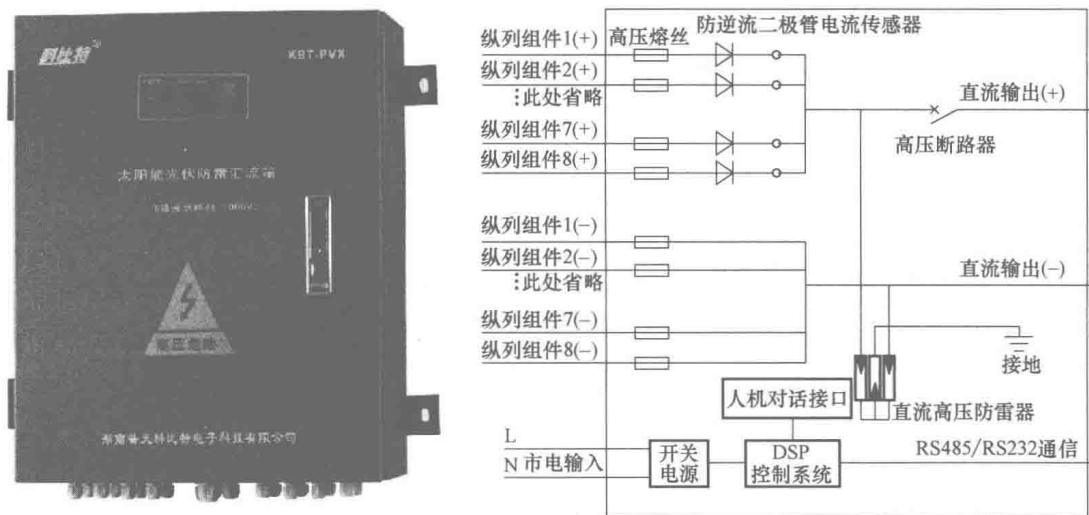 科比特
KBT-PVX
太阳能光伏防雷汇流箱
高压危险
湖南普天科比特电子科技有限公司
纵列组件1(+)
高压熔丝
防逆流二极管电流传感器
纵列组件2(+)
⋮此处省略
纵列组件7(+)
纵列组件8(+)
直流输出(+)
高压断路器
纵列组件1(−)
纵列组件2(−)
⋮此处省略
纵列组件7(−)
纵列组件8(−)
直流输出(−)
接地
直流高压防雷器
人机对话接口
L
N 市电输入
开关
电源
DSP
控制系统
RS485/RS232通信